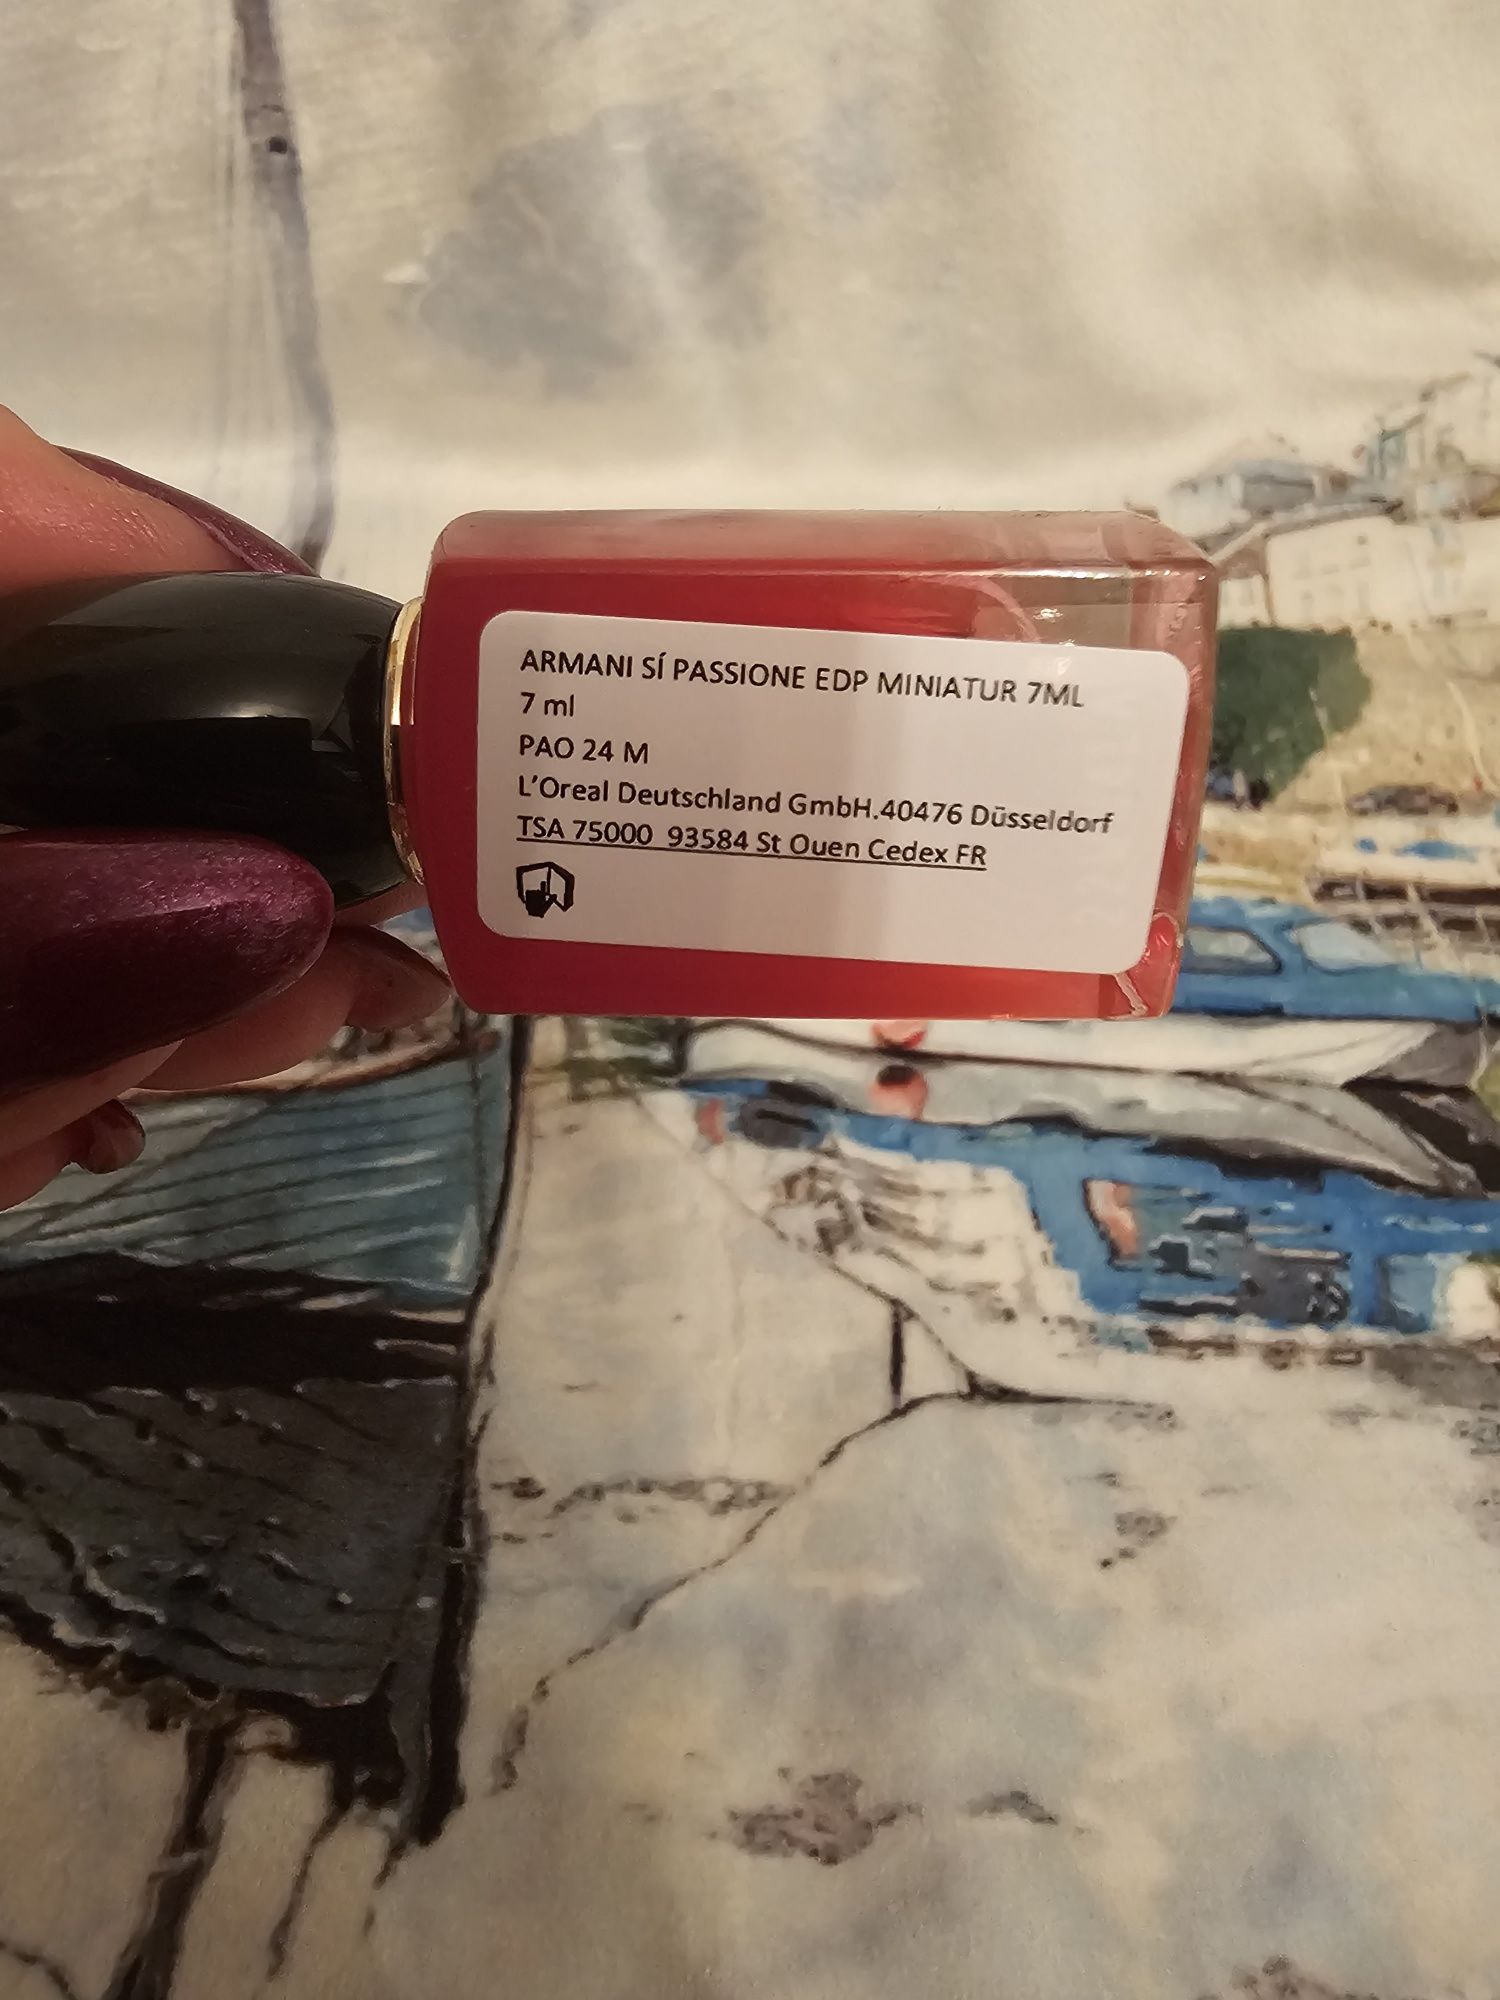 ARMANI SÍ PASSIONE EDP MINIATUR 7ML
7 ml
PAO 24 M
L'Oreal Deutschland GmbH.40476 Düsseldorf
TSA 75000  93584 St Ouen Cedex FR